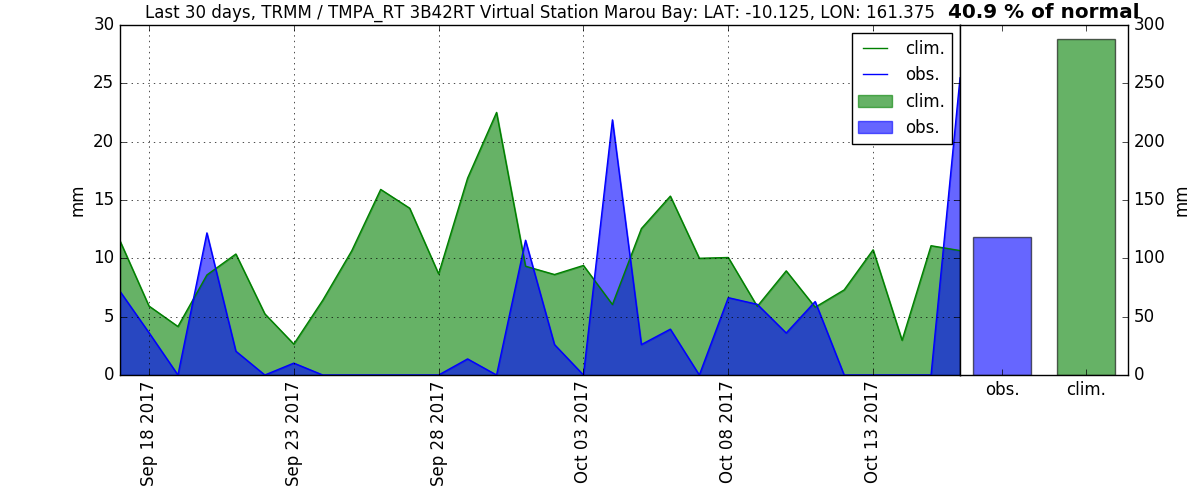 Last 30 days, TRMM / TMPA_RT 3B42RT Virtual Station Marou Bay: LAT: -10.125, LON: 161.375
40.9 % of normal
30
25
20
15
10
5
0
mm
clim.
obs.
clim.
obs.
300
250
200
150
100
50
0
mm
Sep 18 2017
Sep 23 2017
Sep 28 2017
Oct 03 2017
Oct 08 2017
Oct 13 2017
obs.
clim.